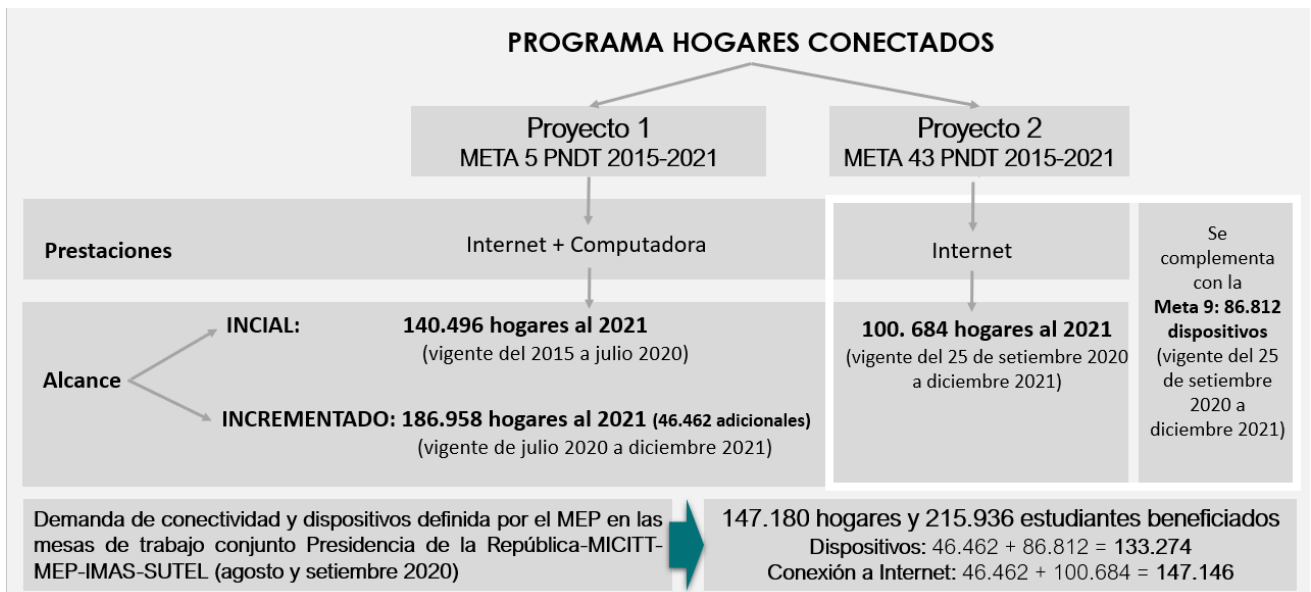 PROGRAMA HOGARES CONECTADOS
Proyecto 1
META 5 PNDT 2015-2021
Proyecto 2
META 43 PNDT 2015-2021
Prestaciones
Internet + Computadora
Internet
Se
complementa
con la
Meta 9: 86.812
dispositivos
(vigente del 25
de setiembre
2020 a
diciembre 2021)
Alcance
INCIAL: 140.496 hogares al 2021
(vigente del 2015 a julio 2020)
INCREMENTADO: 186.958 hogares al 2021 (46.462 adicionales)
(vigente de julio 2020 a diciembre 2021)
100. 684 hogares al 2021
(vigente del 25 de setiembre 2020
a diciembre 2021)
Demanda de conectividad y dispositivos definida por el MEP en las
mesas de trabajo conjunto Presidencia de la República-MICITT-
MEP-IMAS-SUTEL (agosto y setiembre 2020)
147.180 hogares y 215.936 estudiantes beneficiados
Dispositivos: 46.462 + 86.812 = 133.274
Conexión a Internet: 46.462 + 100.684 = 147.146